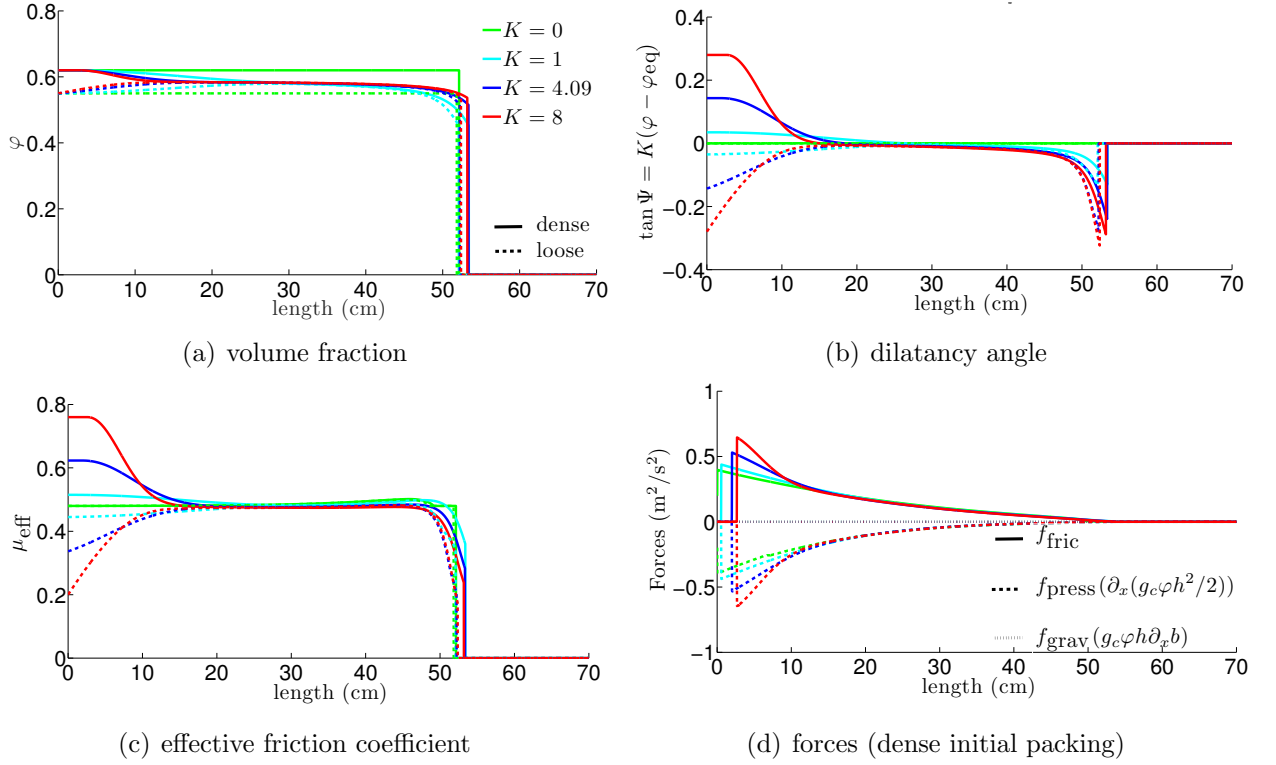 0.8
0.6
0.4
0.2
0
φ
0 10 20 30 40 50 60 70
length (cm)
K = 0
K = 1
K = 4.09
K = 8
dense
loose
(a) volume fraction
0.4
0.2
0
−0.2
−0.4
tan Ψ = K(φ − φeq)
0 10 20 30 40 50 60 70
length (cm)
(b) dilatancy angle
0.8
0.6
0.4
0.2
0
μeff
0 10 20 30 40 50 60 70
length (cm)
(c) effective friction coefficient
1
0.5
0
−0.5
−1
Forces (m²/s²)
0 10 20 30 40 50 60 70
length (cm)
f_fric
f_press(∂ₓ(g_cφh²/2))
f_grav(g_cφh∂ₓb)
(d) forces (dense initial packing)